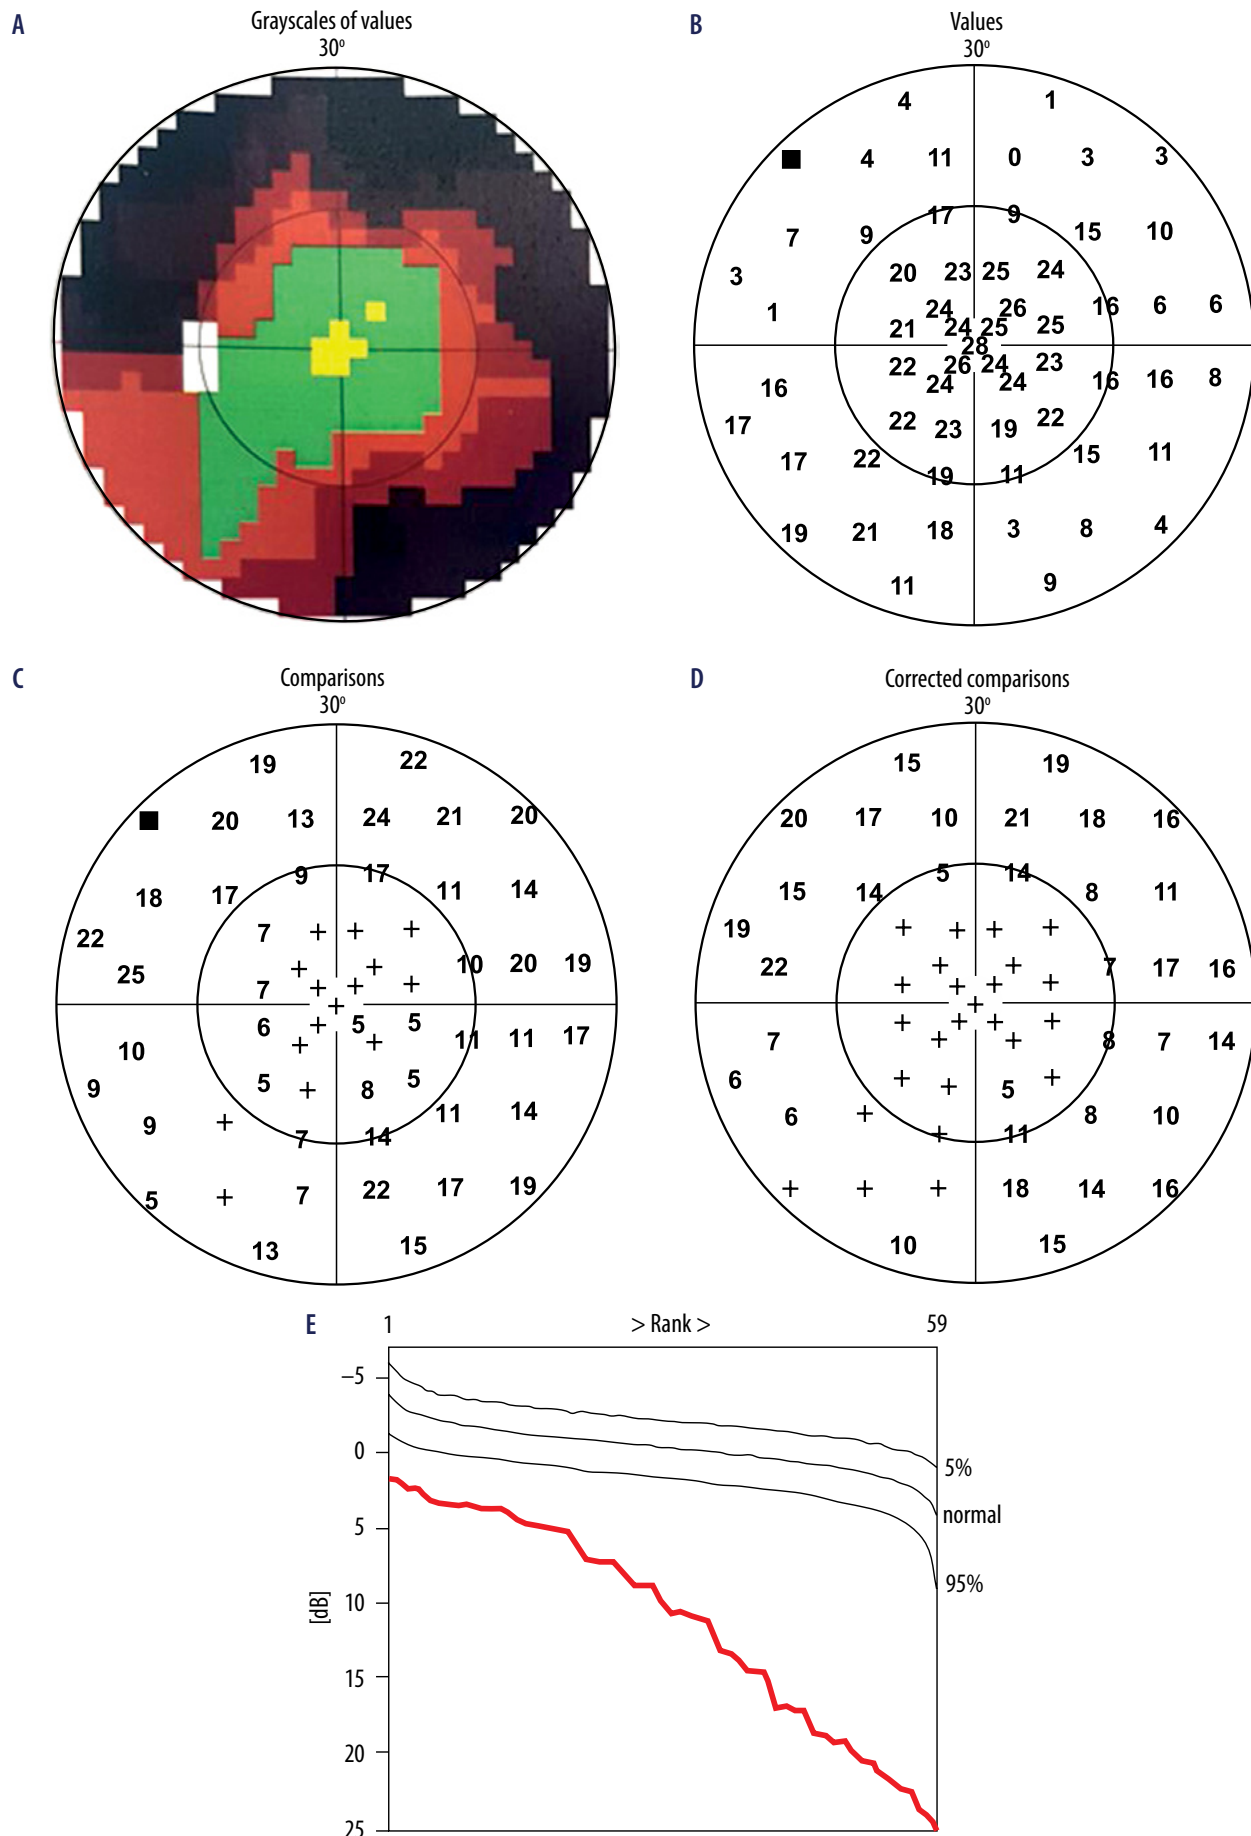 A
Grayscales of values
30º
B
Values
30º
4 1
■ 4 11 0 3 3
17 9
7 9 15 10
3 20 23 25 24
1 24 26 16 6 6
21 24 25 25
28
22 26 24 23
16 24 24 16 16 8
17 22 23 19 22
17 22 15 11
19 11
19 21 18 3 8 4
11 9
C
Comparisons
30º
19 22
■ 20 13 24 21 20
9 17
18 17 11 14
22 7 + + +
25 + + 10 20 19
7 + + +
+
6 + 5 5
10 + + 11 11 17
9 5 + 8 5
9 + 11 14
7 14
5 + 7 22 17 19
13 15
D
Corrected comparisons
30º
15 19
20 17 10 21 18 16
5 14
15 14 8 11
19 + + + +
22 + + 7 17 16
+ + + +
+
+ + + +
7 + + 8 7 14
6 + + 5 +
6 + 8 10
+ 11
+ + + 18 14 16
10 15
E
1 > Rank > 59
–5
0
5
10
15
20
25
[dB]
5%
normal
95%